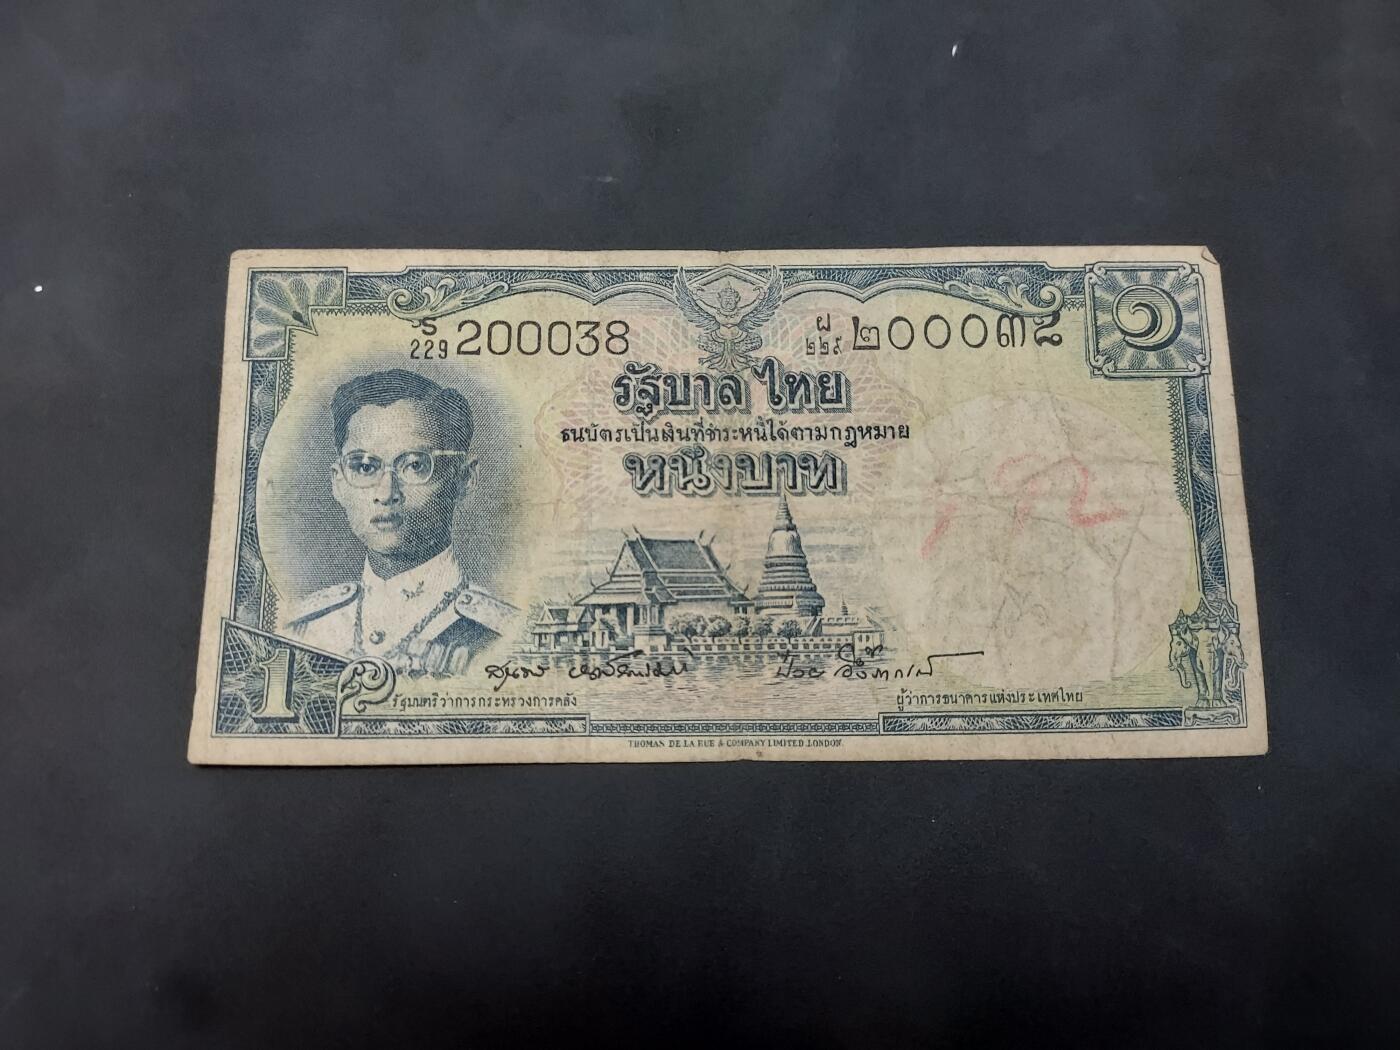 S
229 200038
ผ
๒๒๙ ๒๐๐๐๓๘
๑
รัฐบาลไทย
ธนบัตรเป็นเงินที่ชำระหนี้ได้ตามกฎหมาย
หนึ่งบาท
1
รัฐมนตรีว่าการกระทรวงการคลัง
ผู้ว่าการธนาคารแห่งประเทศไทย
THOMAS DE LA RUE & COMPANY LIMITED, LONDON.